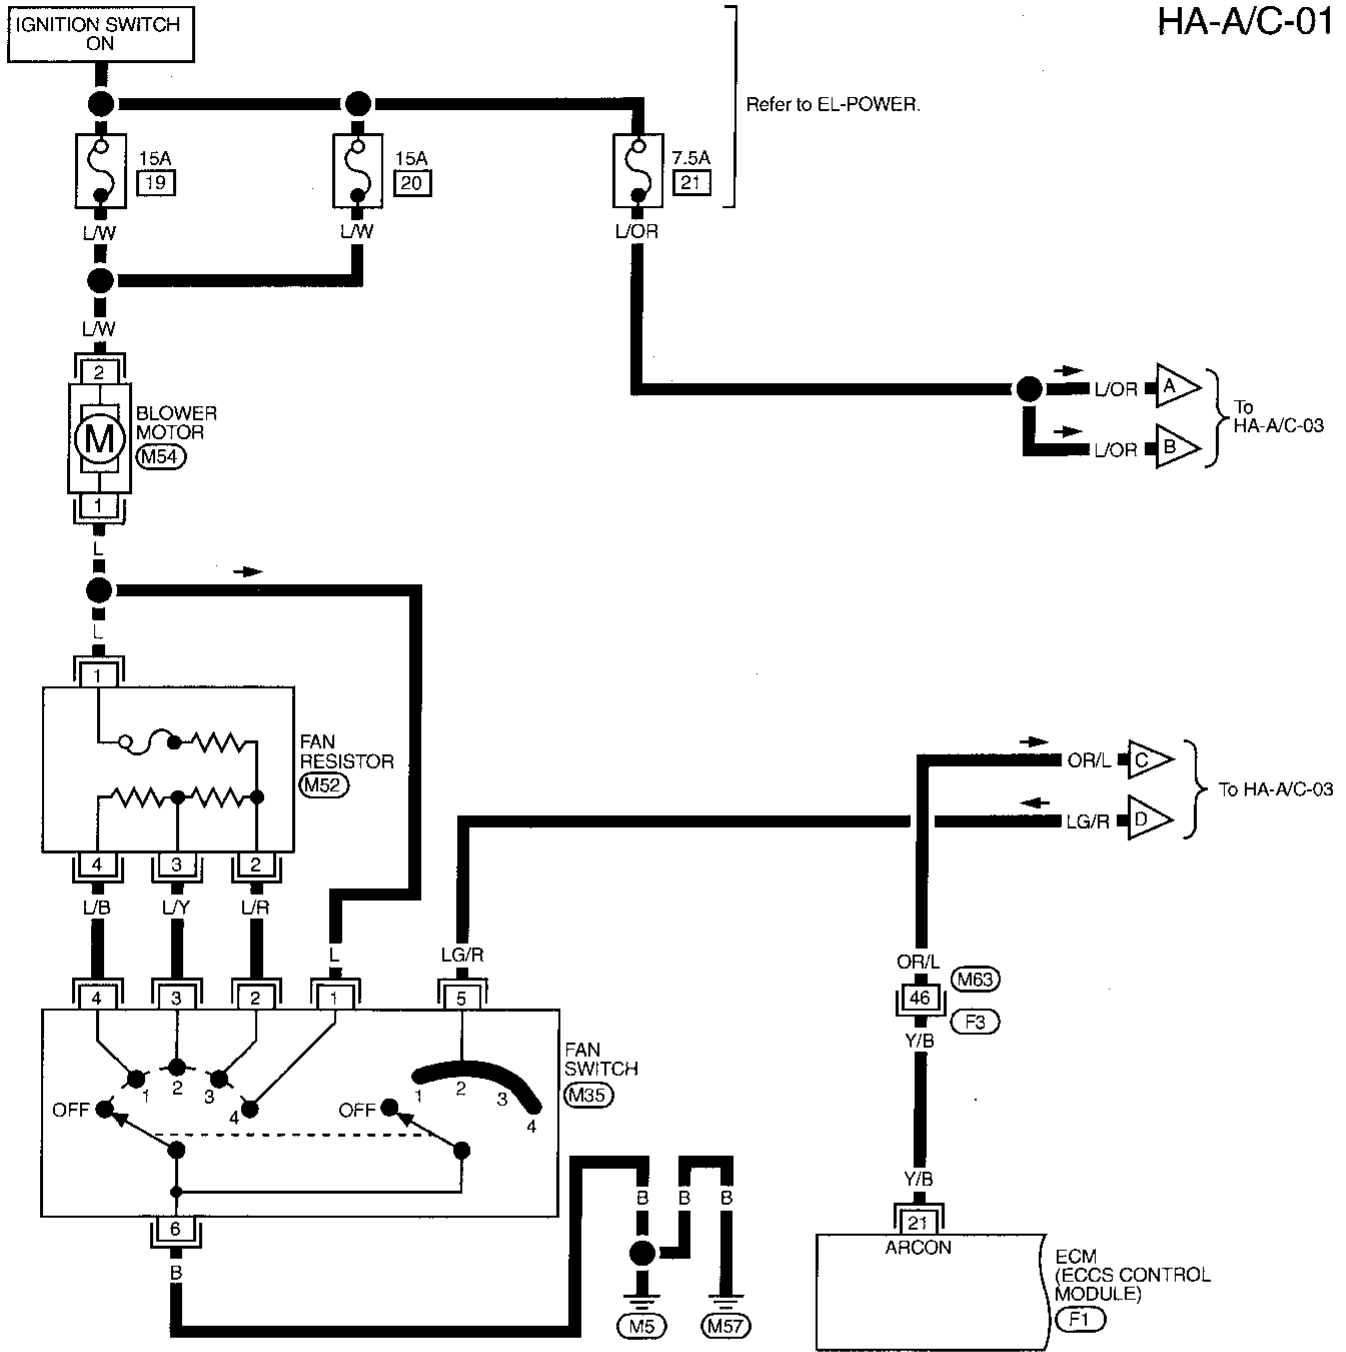 HA-A/C-01
IGNITION SWITCH
ON
Refer to EL-POWER.
15A
19
15A
20
7.5A
21
L/W
L/W
L/OR
L/W
2
BLOWER
MOTOR
M54
M
1
L
L
L/OR
A
L/OR
B
To
HA-A/C-03
1
FAN
RESISTOR
M52
4
3
2
L/B
L/Y
L/R
L
LG/R
OR/L
C
LG/R
D
To HA-A/C-03
4
3
2
1
5
FAN
SWITCH
M35
OFF
1
2
3
4
OFF
1
2
3
4
6
B
B
B
B
M5
M57
OR/L
M63
46
F3
Y/B
Y/B
21
ARCON
ECM
(ECCS CONTROL
MODULE)
F1